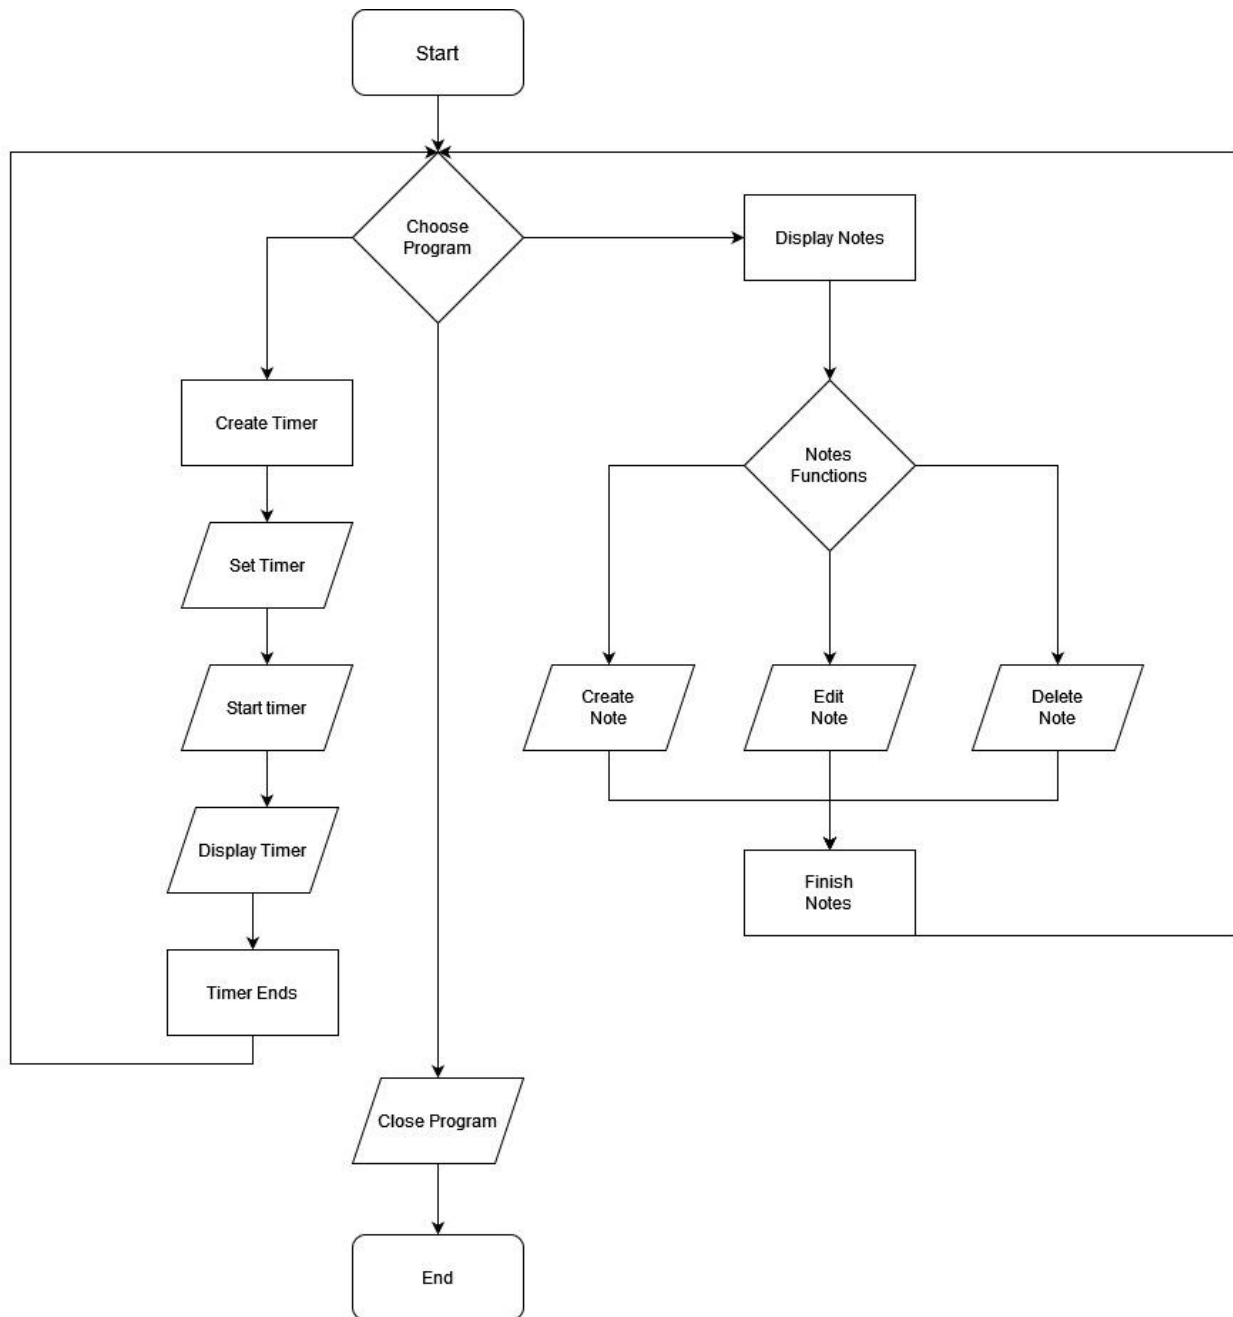 Start
Choose
Program
Display Notes
Create Timer
Notes
Functions
Set Timer
Start timer
Create
Note
Edit
Note
Delete
Note
Display Timer
Finish
Notes
Timer Ends
Close Program
End